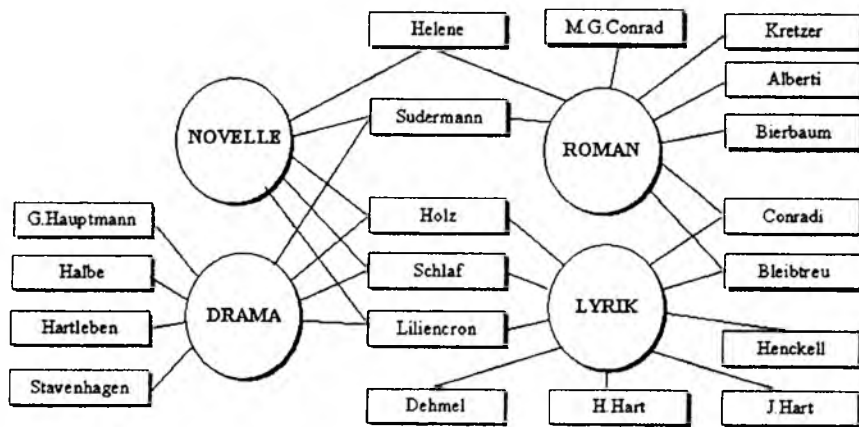 Helene
M.G.Conrad
Kretzer
Alberti
Sudermann
Bierbaum
NOVELLE
ROMAN
G.Hauptmann
Holz
Conradi
Halbe
Schlaf
Bleibtreu
DRAMA
LYRIK
Hartleben
Liliencron
Henckell
Stavenhagen
Dehmel
H.Hart
J.Hart